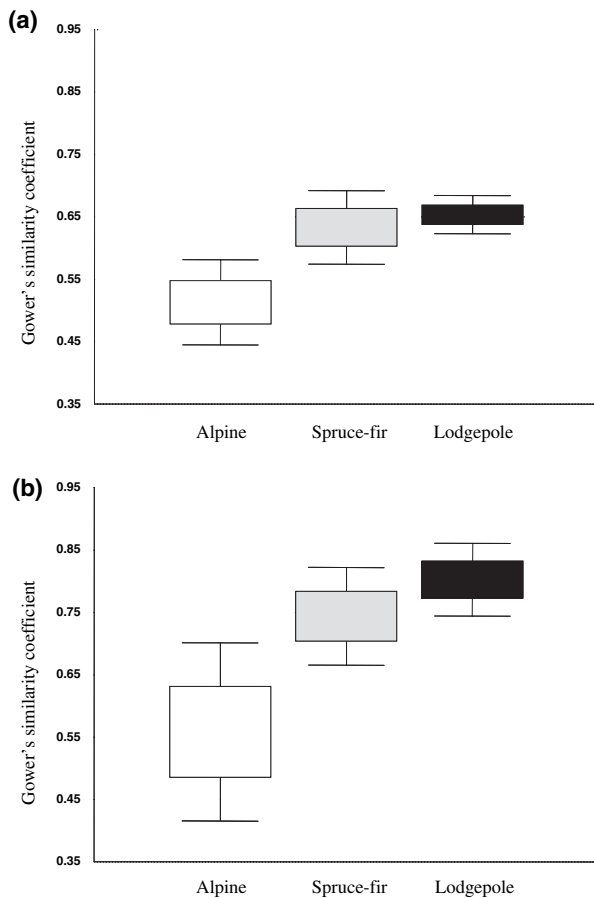 (a)
0.95
0.85
0.75
0.65
0.55
0.45
0.35
Gower's similarity coefficient
Alpine Spruce-fir Lodgepole
(b)
0.95
0.85
0.75
0.65
0.55
0.45
0.35
Gower's similarity coefficient
Alpine Spruce-fir Lodgepole